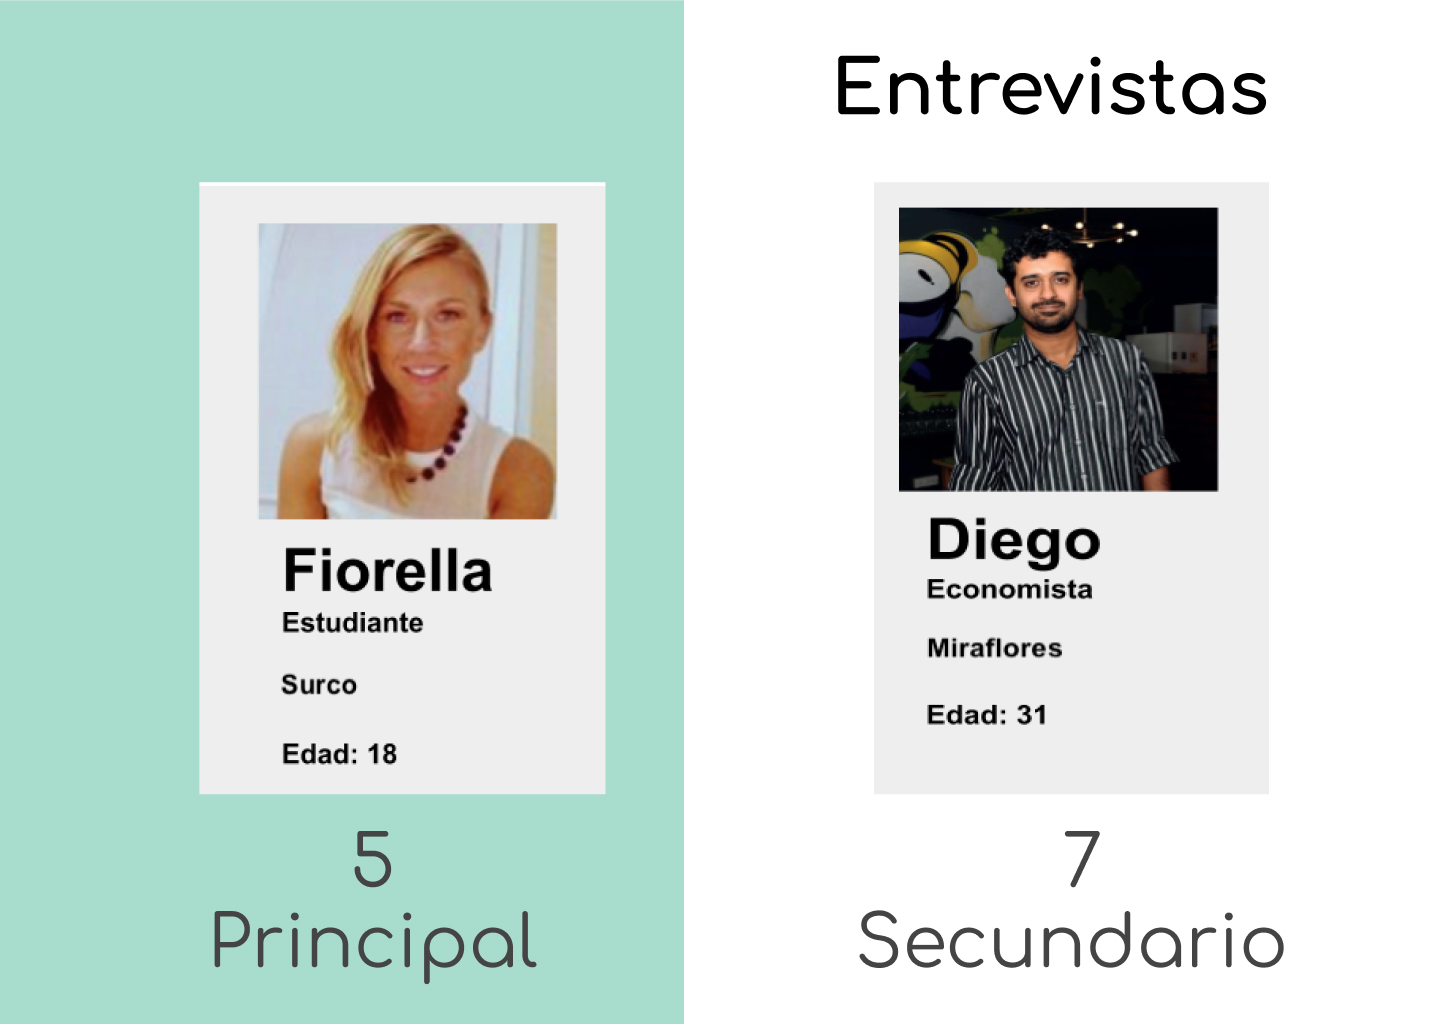 Entrevistas
Fiorella
Estudiante
Surco
Edad: 18
5
Principal
Diego
Economista
Miraflores
Edad: 31
7
Secundario